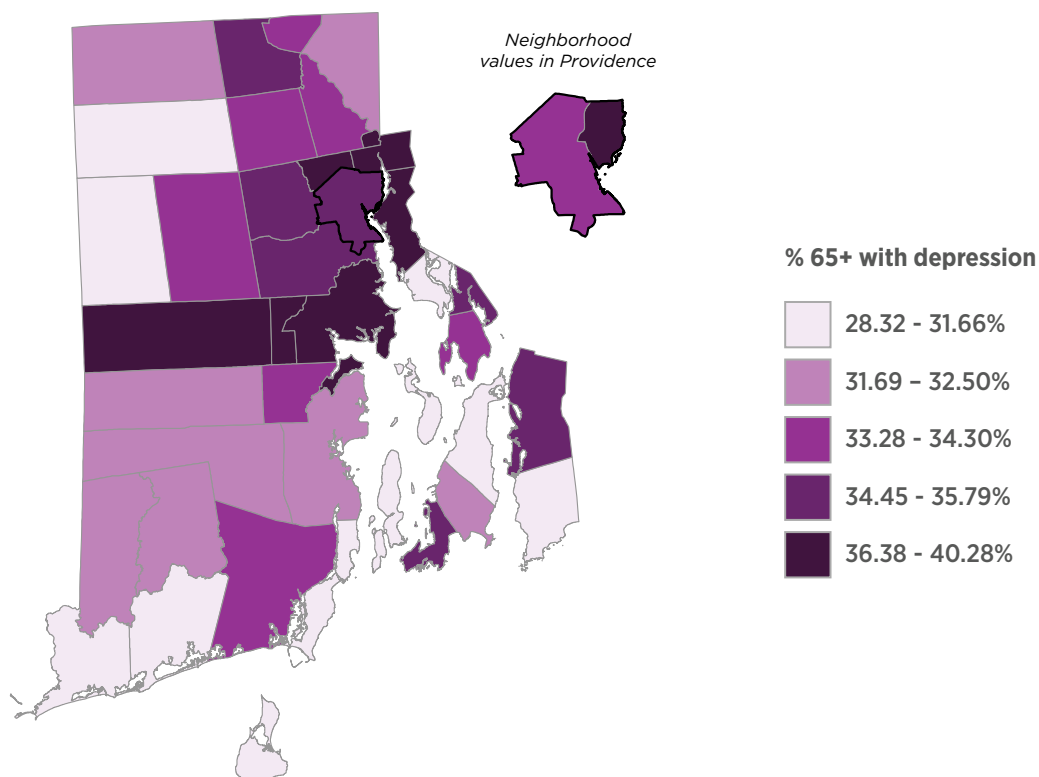 Neighborhood
values in Providence
% 65+ with depression
28.32 - 31.66%
31.69 – 32.50%
33.28 - 34.30%
34.45 - 35.79%
36.38 - 40.28%